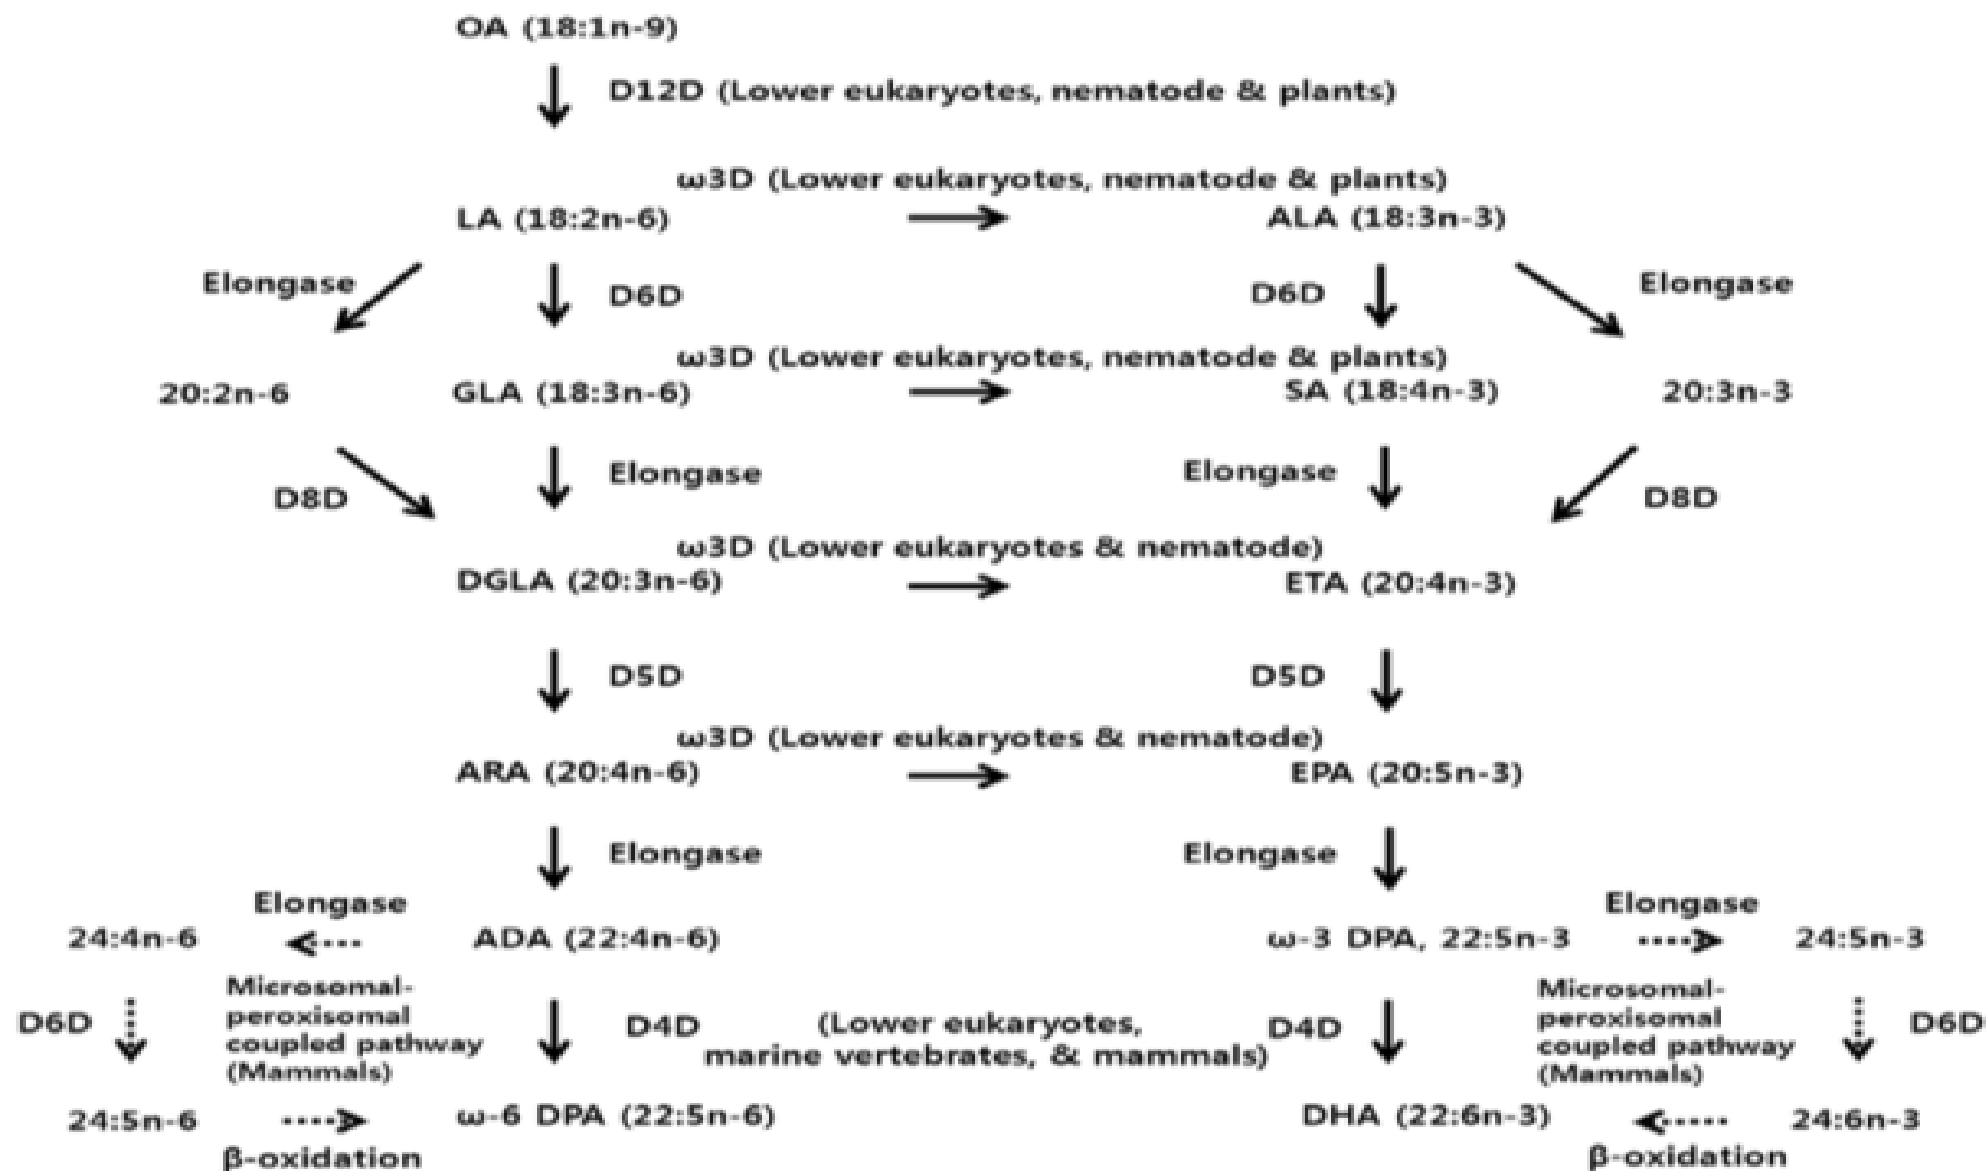 OA (18:1n-9)
D12D (Lower eukaryotes, nematode & plants)
ω3D (Lower eukaryotes, nematode & plants)
LA (18:2n-6)
ALA (18:3n-3)
Elongase
D6D
D6D
Elongase
ω3D (Lower eukaryotes, nematode & plants)
20:2n-6
GLA (18:3n-6)
SA (18:4n-3)
20:3n-3
D8D
Elongase
Elongase
D8D
ω3D (Lower eukaryotes & nematode)
DGLA (20:3n-6)
ETA (20:4n-3)
D5D
D5D
ω3D (Lower eukaryotes & nematode)
ARA (20:4n-6)
EPA (20:5n-3)
Elongase
Elongase
Elongase
Elongase
24:4n-6
ADA (22:4n-6)
ω-3 DPA, 22:5n-3
24:5n-3
D6D
Microsomal-
peroxisomal
coupled pathway
(Mammals)
D4D
(Lower eukaryotes,
marine vertebrates, & mammals)
D4D
Microsomal-
peroxisomal
coupled pathway
(Mammals)
D6D
24:5n-6
ω-6 DPA (22:5n-6)
DHA (22:6n-3)
24:6n-3
β-oxidation
β-oxidation